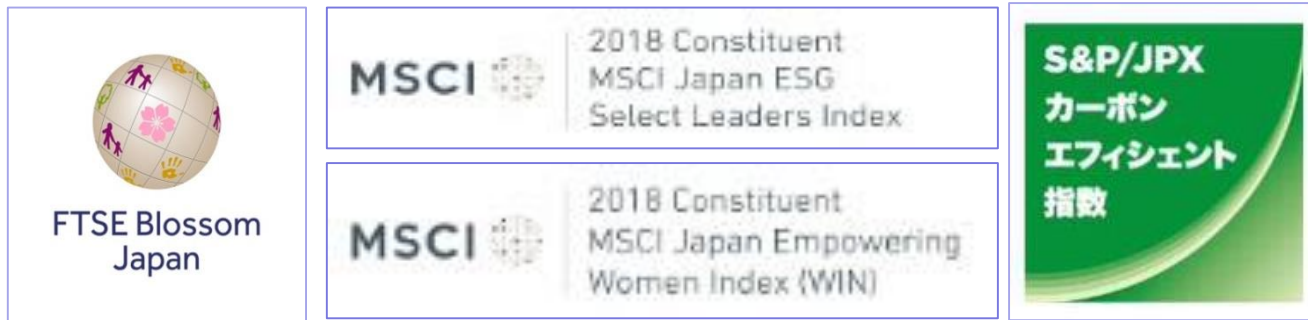 FTSE Blossom
Japan
MSCI
2018 Constituent
MSCI Japan ESG
Select Leaders Index
MSCI
2018 Constituent
MSCI Japan Empowering
Women Index (WIN)
S&P/JPX
カーボン
エフィシェント
指数